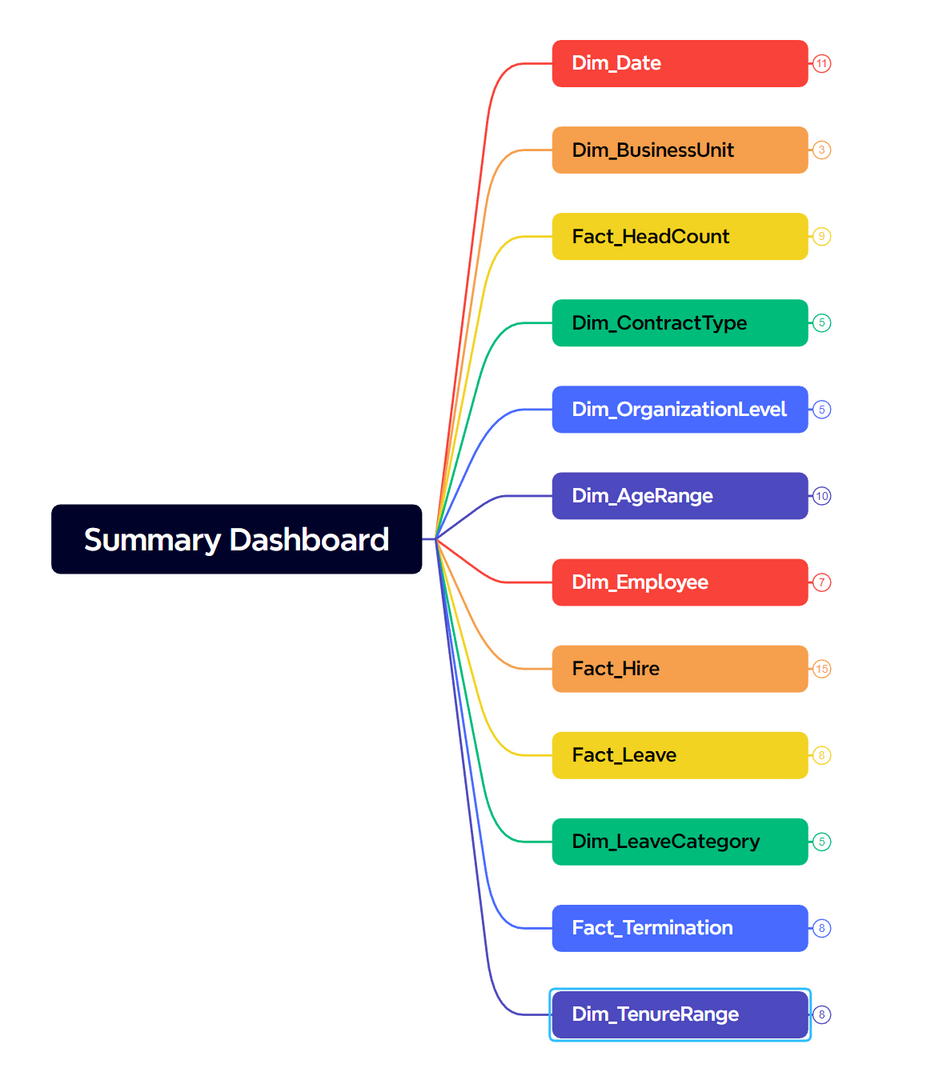 Dim_Date 11
Dim_BusinessUnit 3
Fact_HeadCount 9
Dim_ContractType 5
Dim_OrganizationLevel 5
Dim_AgeRange 10
Summary Dashboard
Dim_Employee 7
Fact_Hire 15
Fact_Leave 8
Dim_LeaveCategory 5
Fact_Termination 8
Dim_TenureRange 8